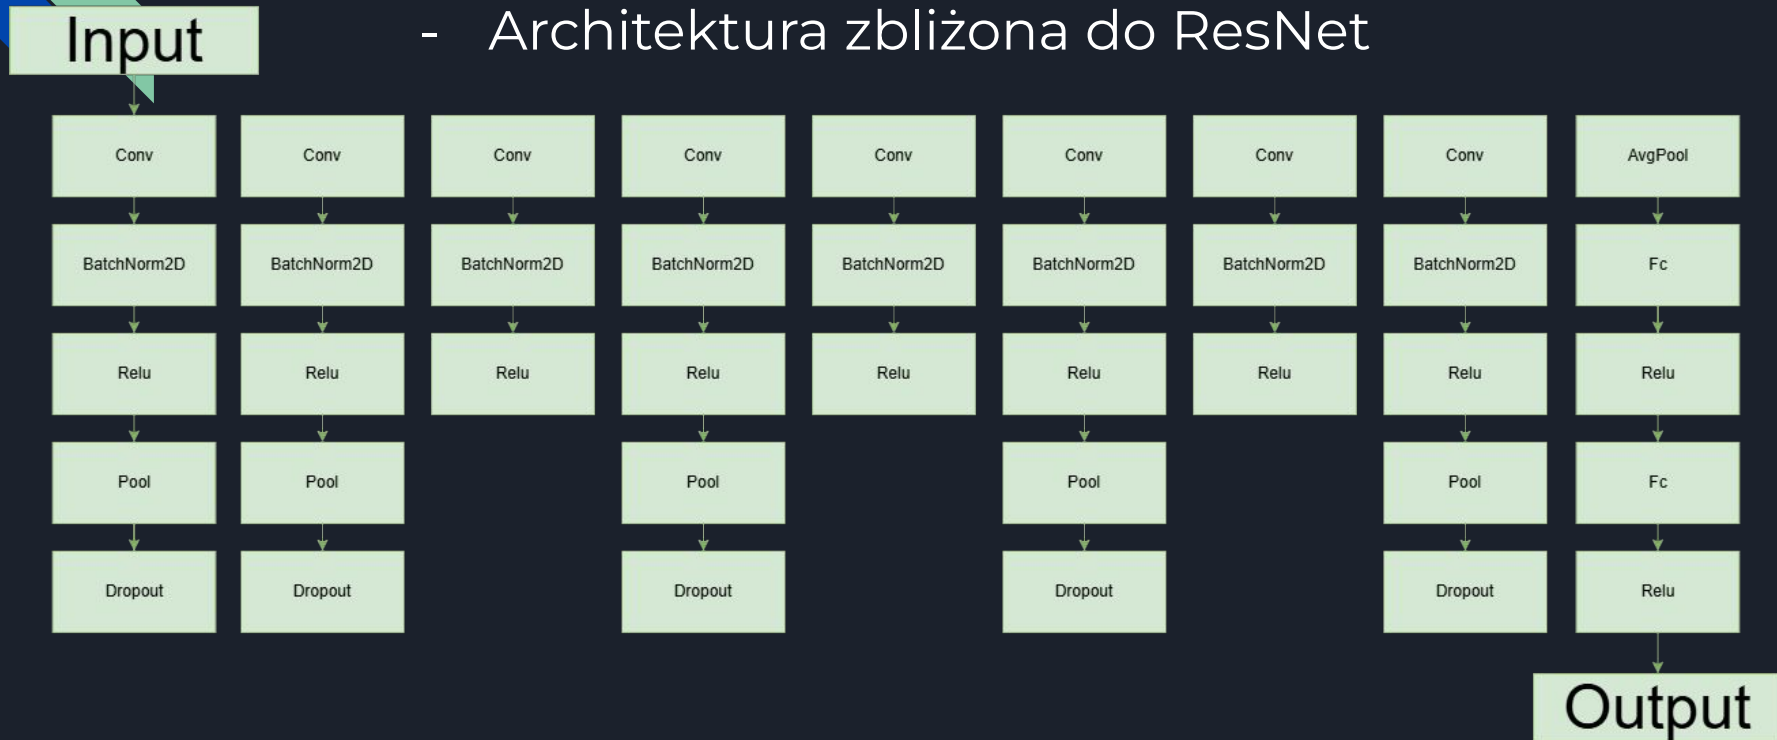 Input
- Architektura zbliżona do ResNet
Conv
BatchNorm2D
Relu
Pool
Dropout
Conv
BatchNorm2D
Relu
Pool
Dropout
Conv
BatchNorm2D
Relu
Conv
BatchNorm2D
Relu
Pool
Dropout
Conv
BatchNorm2D
Relu
Conv
BatchNorm2D
Relu
Pool
Dropout
Conv
BatchNorm2D
Relu
Conv
BatchNorm2D
Relu
Pool
Dropout
AvgPool
Fc
Relu
Fc
Relu
Output